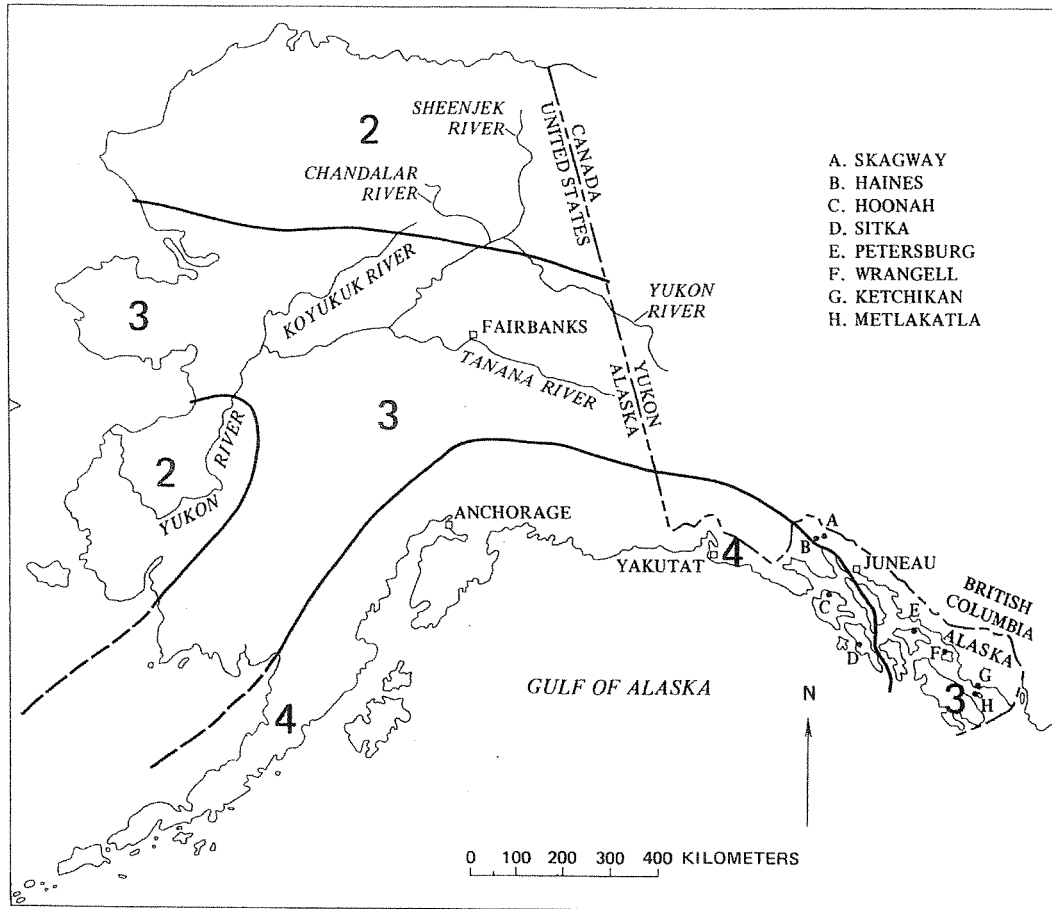 2
SHEENJEK
RIVER
CHANDALAR
RIVER
CANADA
UNITED STATES
A. SKAGWAY
B. HAINES
C. HOONAH
D. SITKA
E. PETERSBURG
F. WRANGELL
G. KETCHIKAN
H. METLAKATLA
3
KOYUKUK RIVER
YUKON
RIVER
FAIRBANKS
TANANA RIVER
YUKON
ALASKA
3
2
YUKON
RIVER
ANCHORAGE
YAKUTAT
4
A
B
JUNEAU
C
D
E
F
BRITISH
COLUMBIA
ALASKA
G
H
3
4
GULF OF ALASKA
N
0 100 200 300 400 KILOMETERS